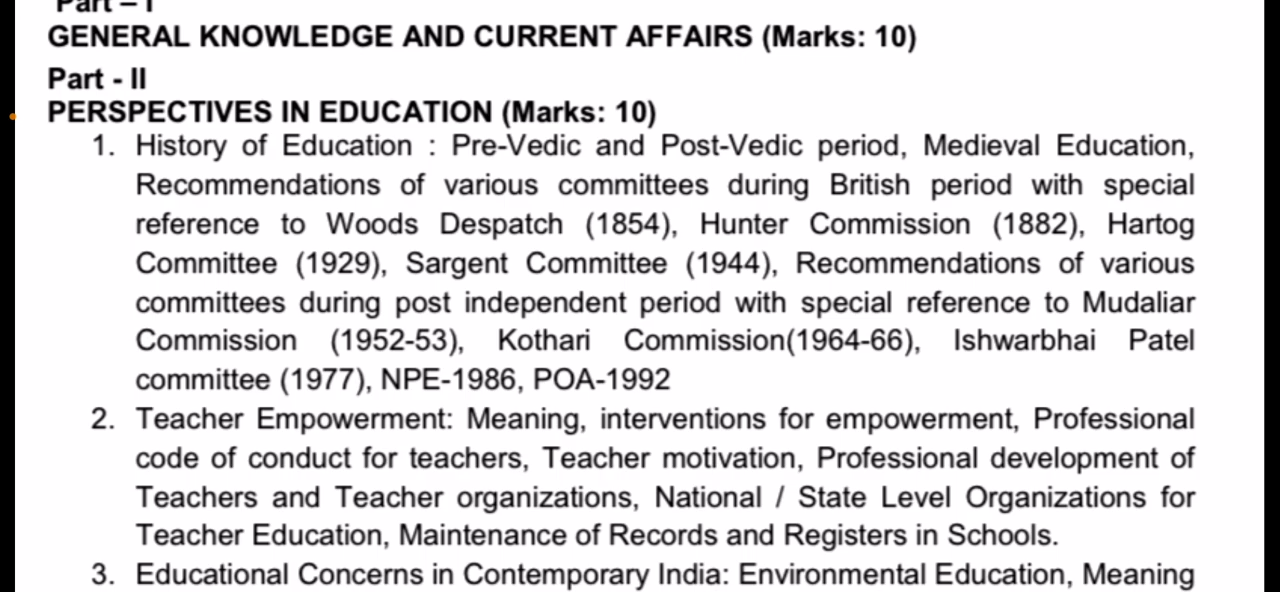 Part – I
GENERAL KNOWLEDGE AND CURRENT AFFAIRS (Marks: 10)
Part - II
PERSPECTIVES IN EDUCATION (Marks: 10)
1. History of Education : Pre-Vedic and Post-Vedic period, Medieval Education,
Recommendations of various committees during British period with special
reference to Woods Despatch (1854), Hunter Commission (1882), Hartog
Committee (1929), Sargent Committee (1944), Recommendations of various
committees during post independent period with special reference to Mudaliar
Commission (1952-53), Kothari Commission(1964-66), Ishwarbhai Patel
committee (1977), NPE-1986, POA-1992
2. Teacher Empowerment: Meaning, interventions for empowerment, Professional
code of conduct for teachers, Teacher motivation, Professional development of
Teachers and Teacher organizations, National / State Level Organizations for
Teacher Education, Maintenance of Records and Registers in Schools.
3. Educational Concerns in Contemporary India: Environmental Education, Meaning